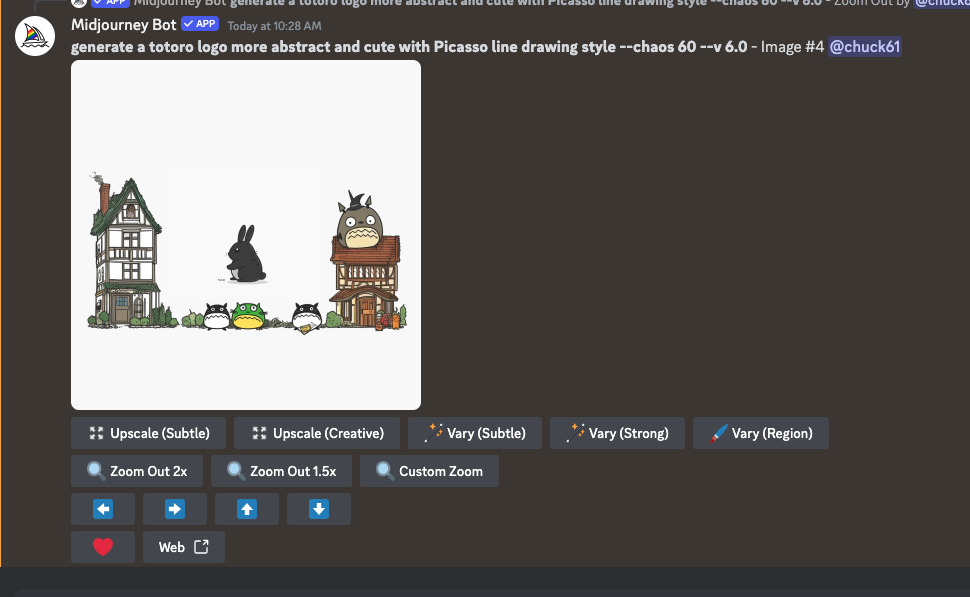 APP Midjourney Bot generate a totoro logo more abstract and cute with Picasso line drawing style --chaos 60 --v 6.0 - Zoom Out by @chuck6
Midjourney Bot APP Today at 10:28 AM
generate a totoro logo more abstract and cute with Picasso line drawing style --chaos 60 --v 6.0 - Image #4 @chuck61
Upscale (Subtle) Upscale (Creative) Vary (Subtle) Vary (Strong) Vary (Region)
Zoom Out 2x Zoom Out 1.5x Custom Zoom
Web